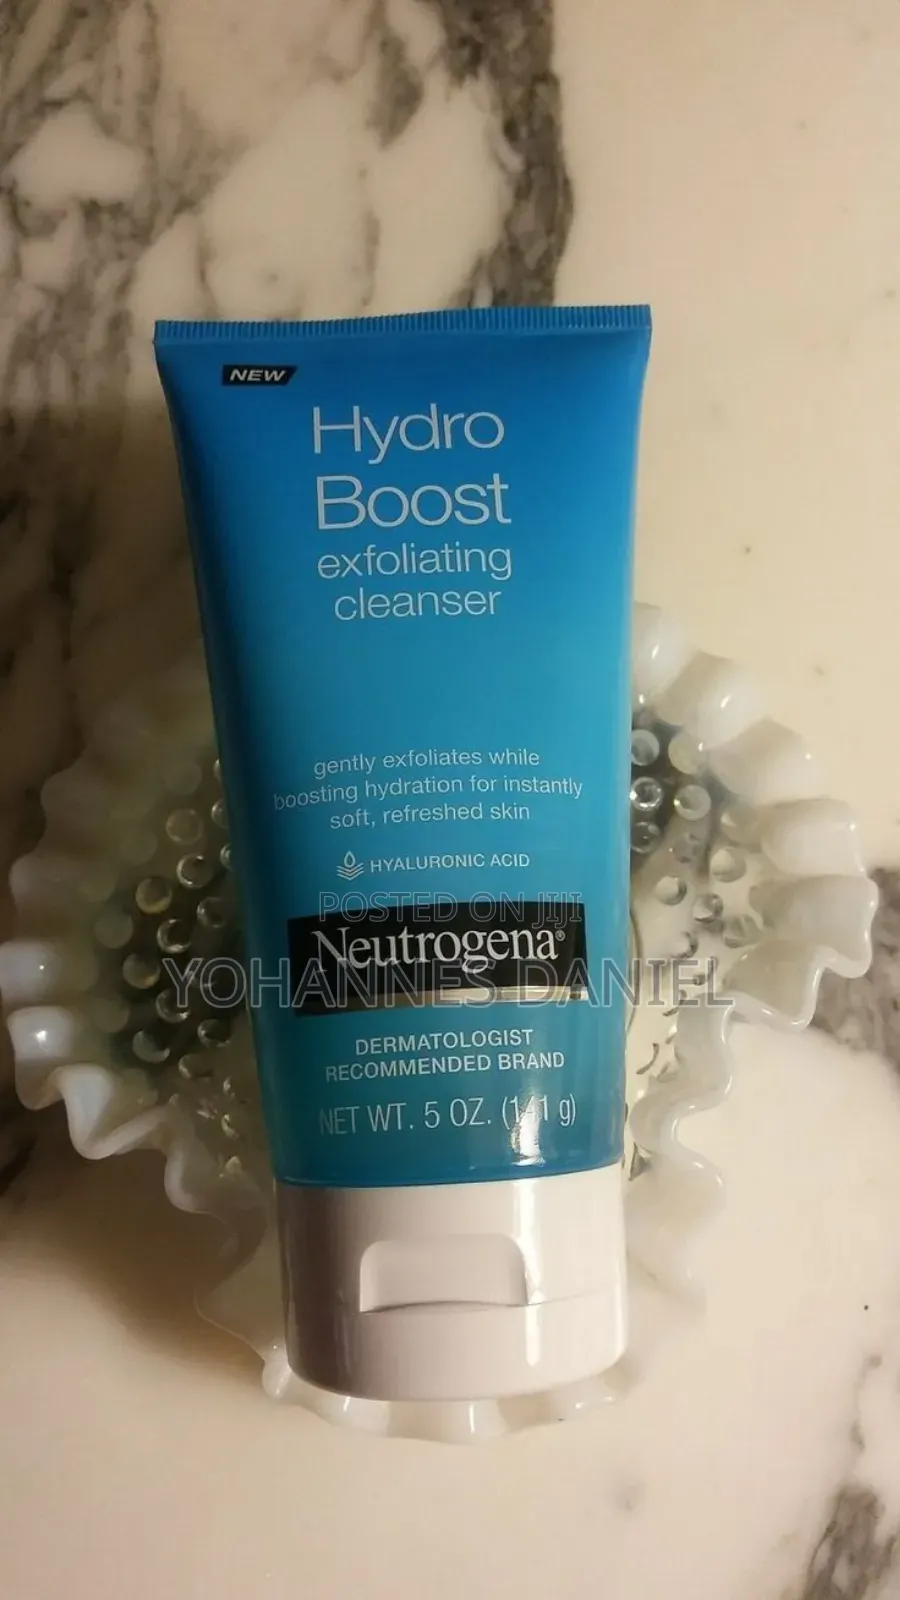 NEW
Hydro
Boost
exfoliating
cleanser
gently exfoliates while
boosting hydration for instantly
soft, refreshed skin
HYALURONIC ACID
POSTED ON JIJI
Neutrogena®
YOHANNES DANIEL
DERMATOLOGIST
RECOMMENDED BRAND
NET WT. 5 OZ. (141 g)